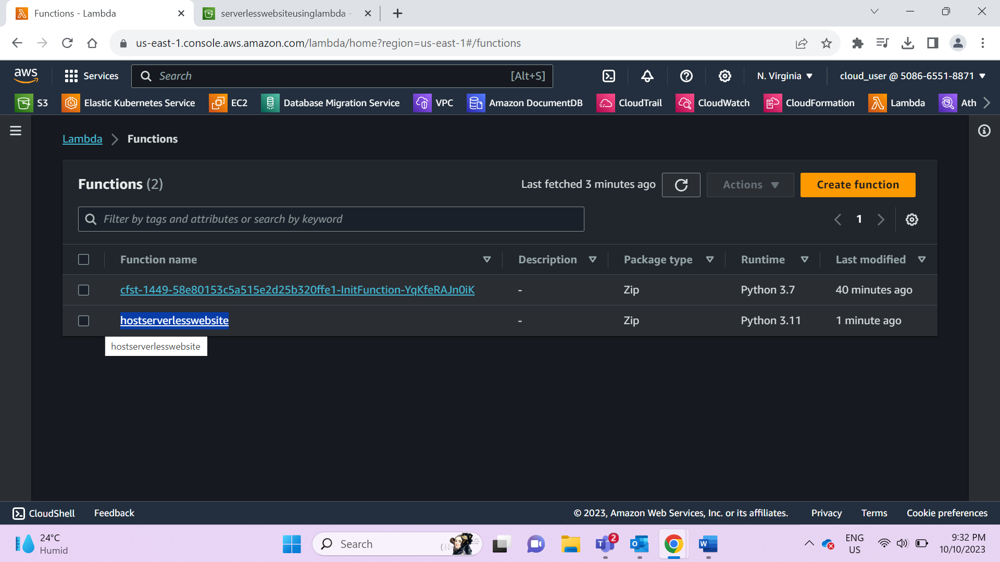 Functions - Lambda
serverlesswebsiteusinglambda -
us-east-1.console.aws.amazon.com/lambda/home?region=us-east-1#/functions
aws Services Search [Alt+S] N. Virginia cloud_user @ 5086-6551-8871
S3 Elastic Kubernetes Service EC2 Database Migration Service VPC Amazon DocumentDB CloudTrail CloudWatch CloudFormation Lambda Ath
Lambda > Functions
Functions (2) Last fetched 3 minutes ago Actions Create function
Filter by tags and attributes or search by keyword 1
Function name Description Package type Runtime Last modified
cfst-1449-58e80153c5a515e2d25b320ffe1-InitFunction-YqKfeRAJn0iK - Zip Python 3.7 40 minutes ago
hostserverlesswebsite - Zip Python 3.11 1 minute ago
hostserverlesswebsite
CloudShell Feedback © 2023, Amazon Web Services, Inc. or its affiliates. Privacy Terms Cookie preferences
24°C
Humid
Search
2
ENG
US
9:32 PM
10/10/2023